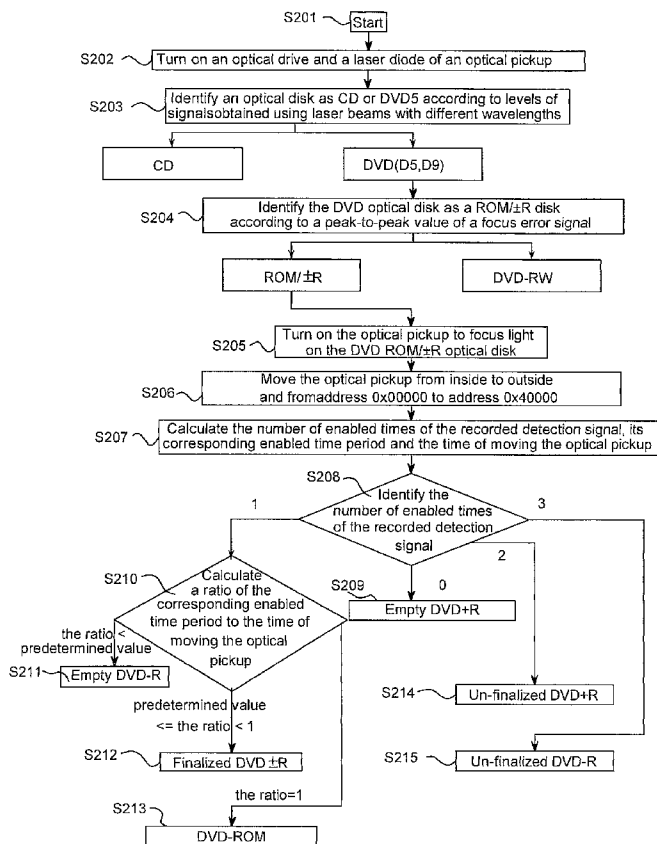 S201
Start
S202
Turn on an optical drive and a laser diode of an optical pickup
S203
Identify an optical disk as CD or DVD5 according to levels of
signalsobtained using laser beams with different wavelengths
CD
DVD(D5,D9)
S204
Identify the DVD optical disk as a ROM/±R disk
according to a peak-to-peak value of a focus error signal
ROM/±R
DVD-RW
S205
Turn on the optical pickup to focus light
on the DVD ROM/±R optical disk
S206
Move the optical pickup from inside to outside
and fromaddress 0x00000 to address 0x40000
S207
Calculate the number of enabled times of the recorded detection signal, its
corresponding enabled time period and the time of moving the optical pickup
S208
Identify the
number of enabled times
of the recorded detection
signal
1
3
2
0
S210
Calculate
a ratio of the
corresponding enabled
time period to the time of
moving the optical
pickup
S209
Empty DVD+R
the ratio <
predetermined value
S211
Empty DVD-R
predetermined value
<= the ratio < 1
S212
Finalized DVD ±R
S214
Un-finalized DVD+R
S215
Un-finalized DVD-R
the ratio=1
S213
DVD-ROM